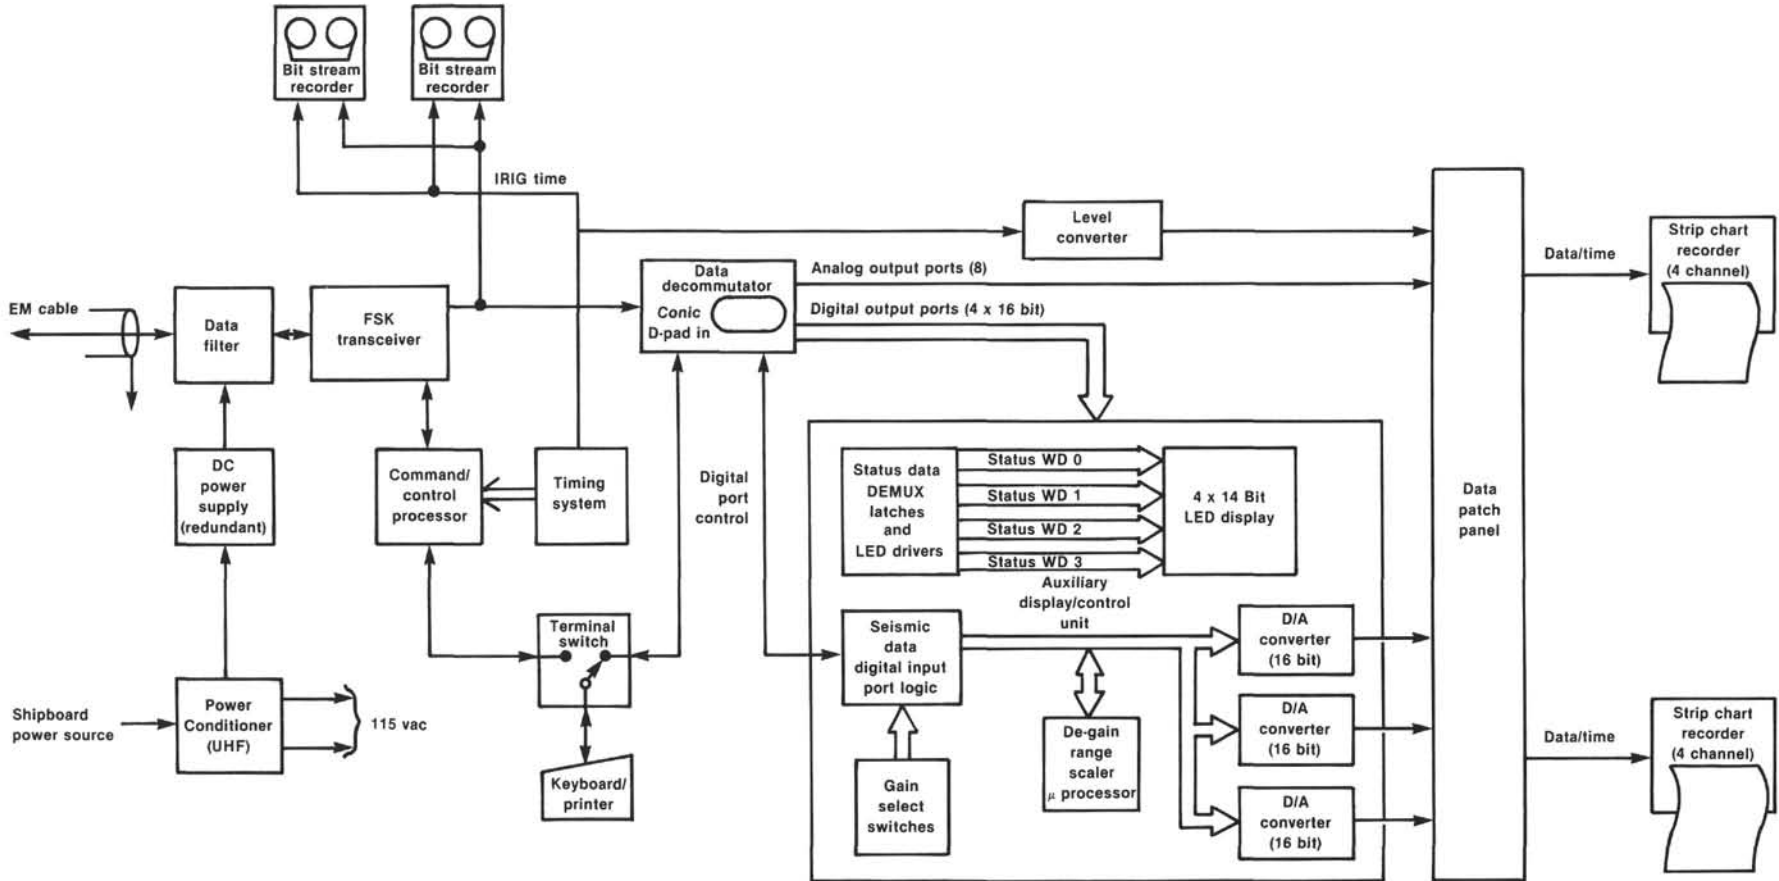 Bit stream
recorder
Bit stream
recorder
IRIG time
Level
converter
Strip chart
recorder
(4 channel)
Data/time
Data
decommutator
Conic
D-pad in
Analog output ports (8)
Digital output ports (4 x 16 bit)
EM cable
Data
filter
FSK
transceiver
DC
power
supply
(redundant)
Command/
control
processor
Timing
system
Digital
port
control
Status data
DEMUX
latches
and
LED drivers
Status WD 0
Status WD 1
Status WD 2
Status WD 3
4 x 14 Bit
LED display
Data
patch
panel
Auxiliary
display/control
unit
Terminal
switch
Seismic
data
digital input
port logic
D/A
converter
(16 bit)
Shipboard
power source
Power
Conditioner
(UHF)
115 vac
Keyboard/
printer
Gain
select
switches
De-gain
range
scaler
μ processor
D/A
converter
(16 bit)
D/A
converter
(16 bit)
Data/time
Strip chart
recorder
(4 channel)